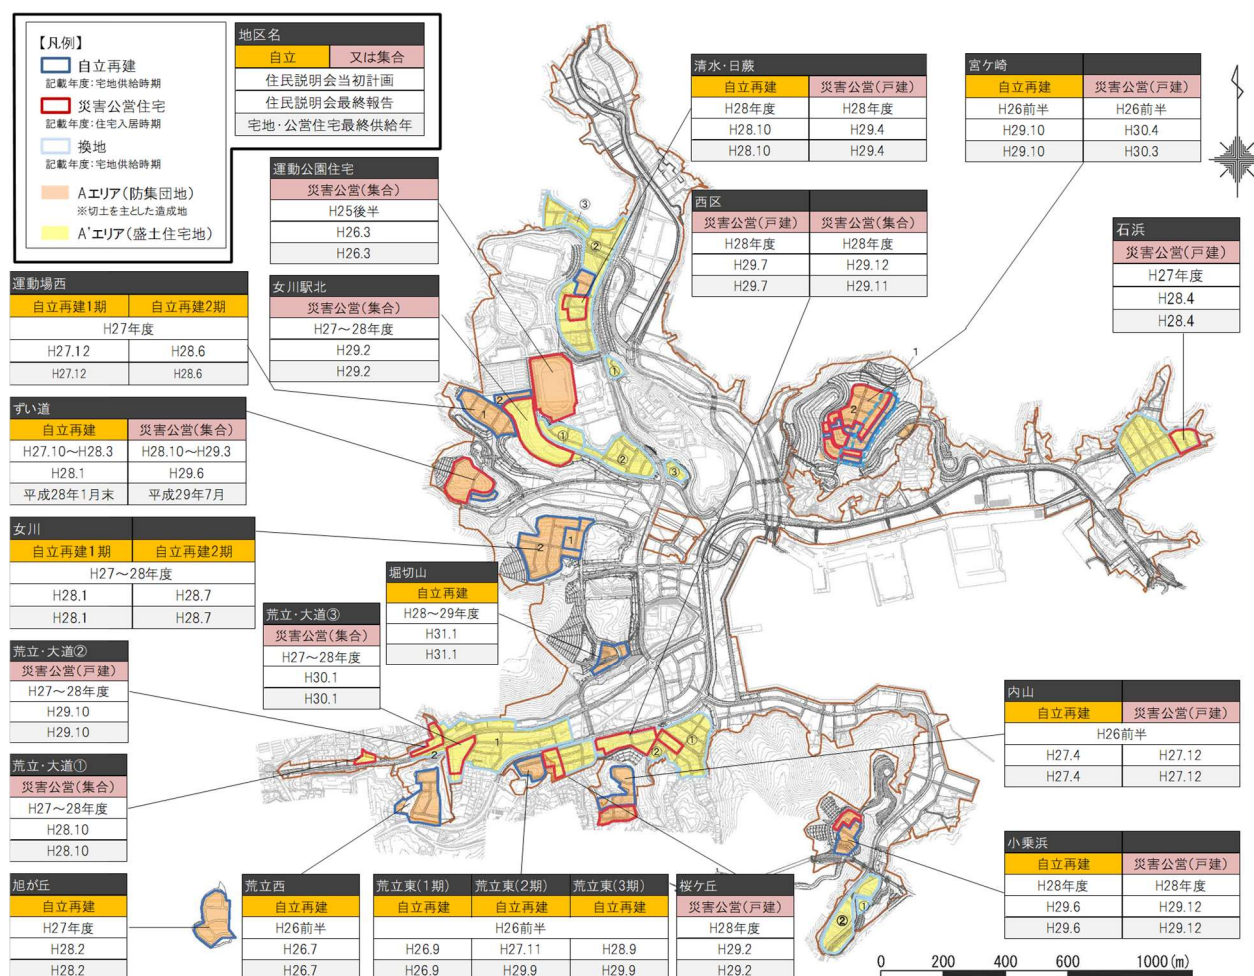 【凡例】
自立再建
記載年度:宅地供給時期
災害公営住宅
記載年度:住宅入居時期
換地
記載年度:宅地供給時期
Aエリア(防集団地)
※切土を主とした造成地
A'エリア(盛土住宅地)
地区名
自立 又は集合
住民説明会当初計画
住民説明会最終報告
宅地・公営住宅最終供給年
清水・日蕨
自立再建 災害公営(戸建)
H28年度 H28年度
H28.10 H29.4
H28.10 H29.4
宮ケ崎
自立再建 災害公営(戸建)
H26前半 H26前半
H29.10 H30.4
H29.10 H30.3
運動公園住宅
災害公営(集合)
H25後半
H26.3
H26.3
西区
災害公営(戸建) 災害公営(集合)
H28年度 H28年度
H29.7 H29.12
H29.7 H29.11
石浜
災害公営(戸建)
H27年度
H28.4
H28.4
運動場西
自立再建1期 自立再建2期
H27年度
H27.12 H28.6
H27.12 H28.6
女川駅北
災害公営(集合)
H27〜28年度
H29.2
H29.2
ずい道
自立再建 災害公営(集合)
H27.10〜H28.3 H28.10〜H29.3
H28.1 H29.6
平成28年1月末 平成29年7月
女川
自立再建1期 自立再建2期
H27〜28年度
H28.1 H28.7
H28.1 H28.7
堀切山
自立再建
H28〜29年度
H31.1
H31.1
荒立・大道③
災害公営(集合)
H27〜28年度
H30.1
H30.1
荒立・大道②
災害公営(戸建)
H27〜28年度
H29.10
H29.10
荒立・大道①
災害公営(集合)
H27〜28年度
H28.10
H28.10
内山
自立再建 災害公営(戸建)
H26前半
H27.4 H27.12
H27.4 H27.12
小乗浜
自立再建 災害公営(戸建)
H28年度 H28年度
H29.6 H29.12
H29.6 H29.12
旭が丘
自立再建
H27年度
H28.2
H28.2
荒立西
自立再建
H26前半
H26.7
H26.7
荒立東(1期) 荒立東(2期) 荒立東(3期)
自立再建 自立再建 自立再建
H26前半
H26.9 H27.11 H28.9
H26.9 H29.9 H29.9
桜ケ丘
災害公営(戸建)
H28年度
H29.2
H29.2
③
②
①
1
2
1
2
①
②
③
2
1
1
2
1
2
①
②
①
②
0 200 400 600 800 1000(m)